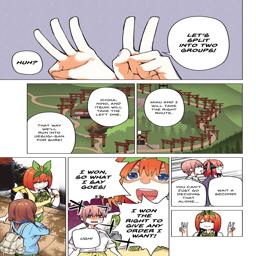 LET'S
SPLIT
INTO TWO
GROUPS!
HUH?
ICHIKA,
NINO, AND
ITSUKI WILL
TAKE THE
LEFT ONE.
MIKU AND I
WILL TAKE
THE RIGHT
ROUTE.
THAT WAY
WE'LL
RUN INTO
UESUGI-SAN
FOR SURE!
I WON,
SO WHAT
I SAY
GOES!
UGH!
I WON
THE RIGHT
TO GIVE
ANY ORDER
I WANT!
YOU CAN'T
JUST GO
DECIDING
THAT
ALONE...
WAIT A
SECOND!